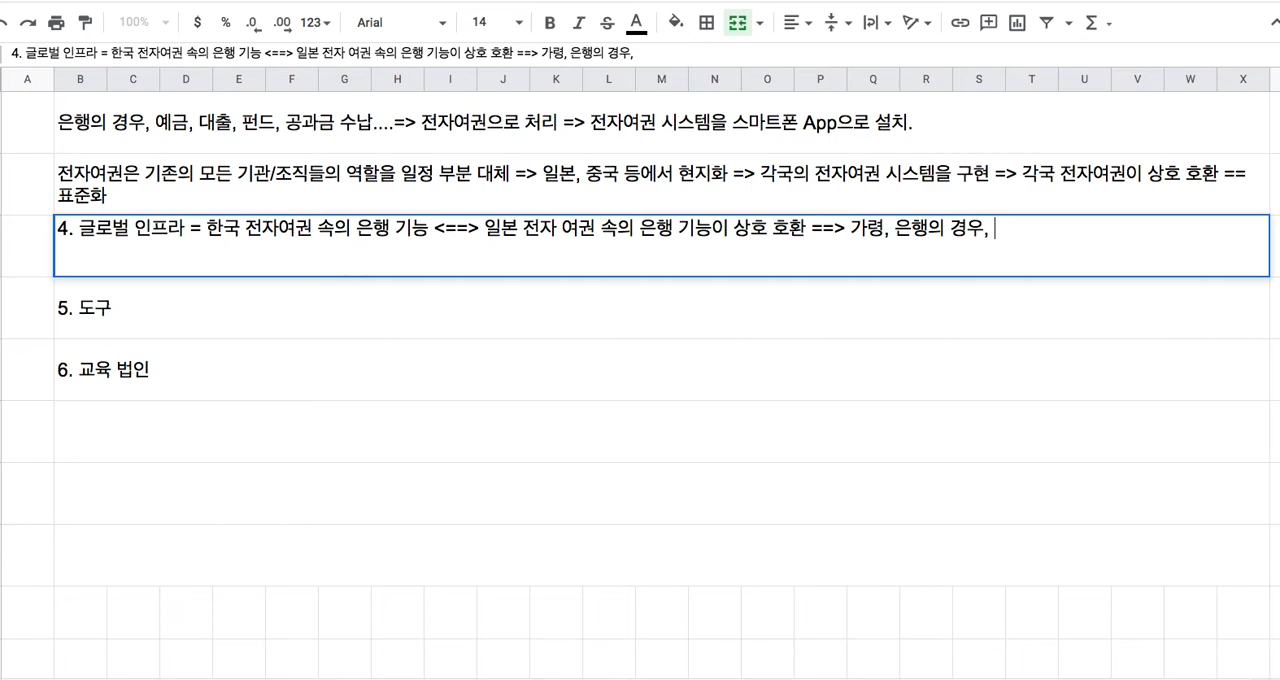 100%
$
%
.0
.00
123
Arial
14
B
I
S
A
4. 글로벌 인프라 = 한국 전자여권 속의 은행 기능 <==> 일본 전자 여권 속의 은행 기능이 상호 호환 ==> 가령, 은행의 경우,
A B C D E F G H I J K L M N O P Q R S T U V W X
은행의 경우, 예금, 대출, 펀드, 공과금 수납....=> 전자여권으로 처리 => 전자여권 시스템을 스마트폰 App으로 설치.
전자여권은 기존의 모든 기관/조직들의 역할을 일정 부분 대체 => 일본, 중국 등에서 현지화 => 각국의 전자여권 시스템을 구현 => 각국 전자여권이 상호 호환 ==
표준화
4. 글로벌 인프라 = 한국 전자여권 속의 은행 기능 <==> 일본 전자 여권 속의 은행 기능이 상호 호환 ==> 가령, 은행의 경우,
5. 도구
6. 교육 법인